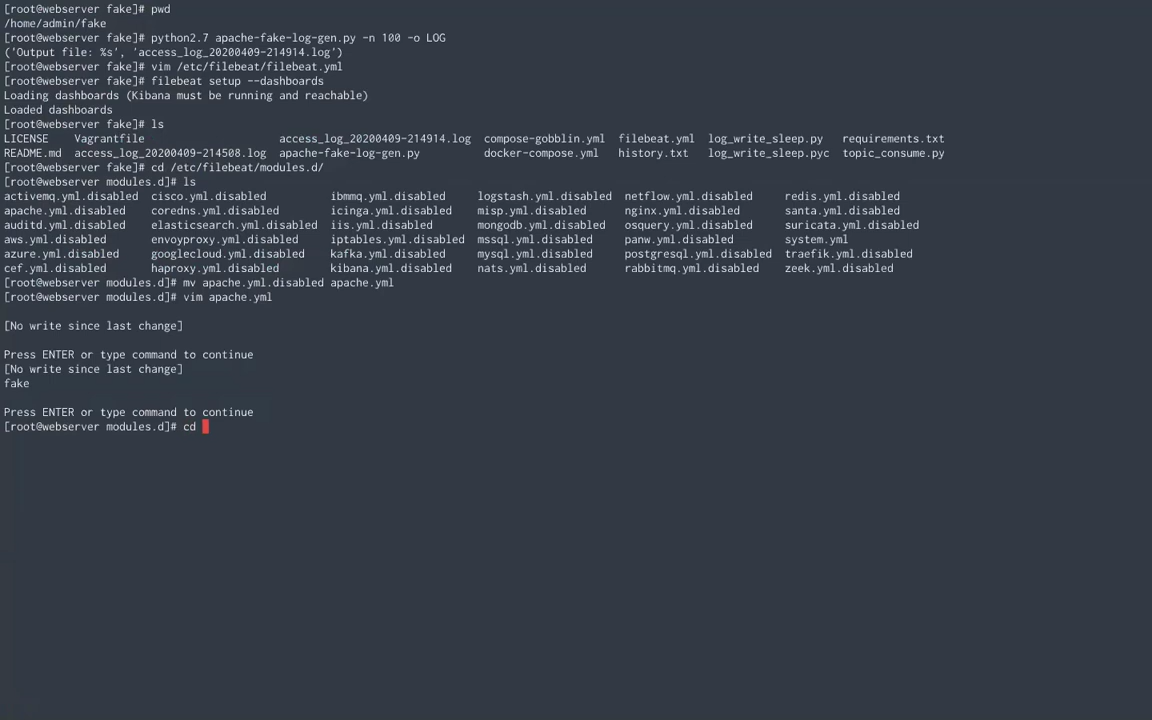 [root@webserver fake]# pwd
/home/admin/fake
[root@webserver fake]# python2.7 apache-fake-log-gen.py -n 100 -o LOG
('Output file: %s', 'access_log_20200409-214914.log')
[root@webserver fake]# vim /etc/filebeat/filebeat.yml
[root@webserver fake]# filebeat setup --dashboards
Loading dashboards (Kibana must be running and reachable)
Loaded dashboards
[root@webserver fake]# ls
LICENSE    Vagrantfile                    access_log_20200409-214914.log  compose-gobblin.yml  filebeat.yml  log_write_sleep.py   requirements.txt
README.md  access_log_20200409-214508.log  apache-fake-log-gen.py          docker-compose.yml   history.txt   log_write_sleep.pyc  topic_consume.py
[root@webserver fake]# cd /etc/filebeat/modules.d/
[root@webserver modules.d]# ls
activemq.yml.disabled  cisco.yml.disabled          ibmmq.yml.disabled     logstash.yml.disabled  netflow.yml.disabled     redis.yml.disabled
apache.yml.disabled    coredns.yml.disabled        icinga.yml.disabled    misp.yml.disabled      nginx.yml.disabled       santa.yml.disabled
auditd.yml.disabled    elasticsearch.yml.disabled  iis.yml.disabled       mongodb.yml.disabled   osquery.yml.disabled     suricata.yml.disabled
aws.yml.disabled       envoyproxy.yml.disabled     iptables.yml.disabled  mssql.yml.disabled     panw.yml.disabled        system.yml
azure.yml.disabled     googlecloud.yml.disabled    kafka.yml.disabled     mysql.yml.disabled     postgresql.yml.disabled  traefik.yml.disabled
cef.yml.disabled       haproxy.yml.disabled        kibana.yml.disabled    nats.yml.disabled      rabbitmq.yml.disabled    zeek.yml.disabled
[root@webserver modules.d]# mv apache.yml.disabled apache.yml
[root@webserver modules.d]# vim apache.yml
[No write since last change]
Press ENTER or type command to continue
[No write since last change]
fake
Press ENTER or type command to continue
[root@webserver modules.d]# cd